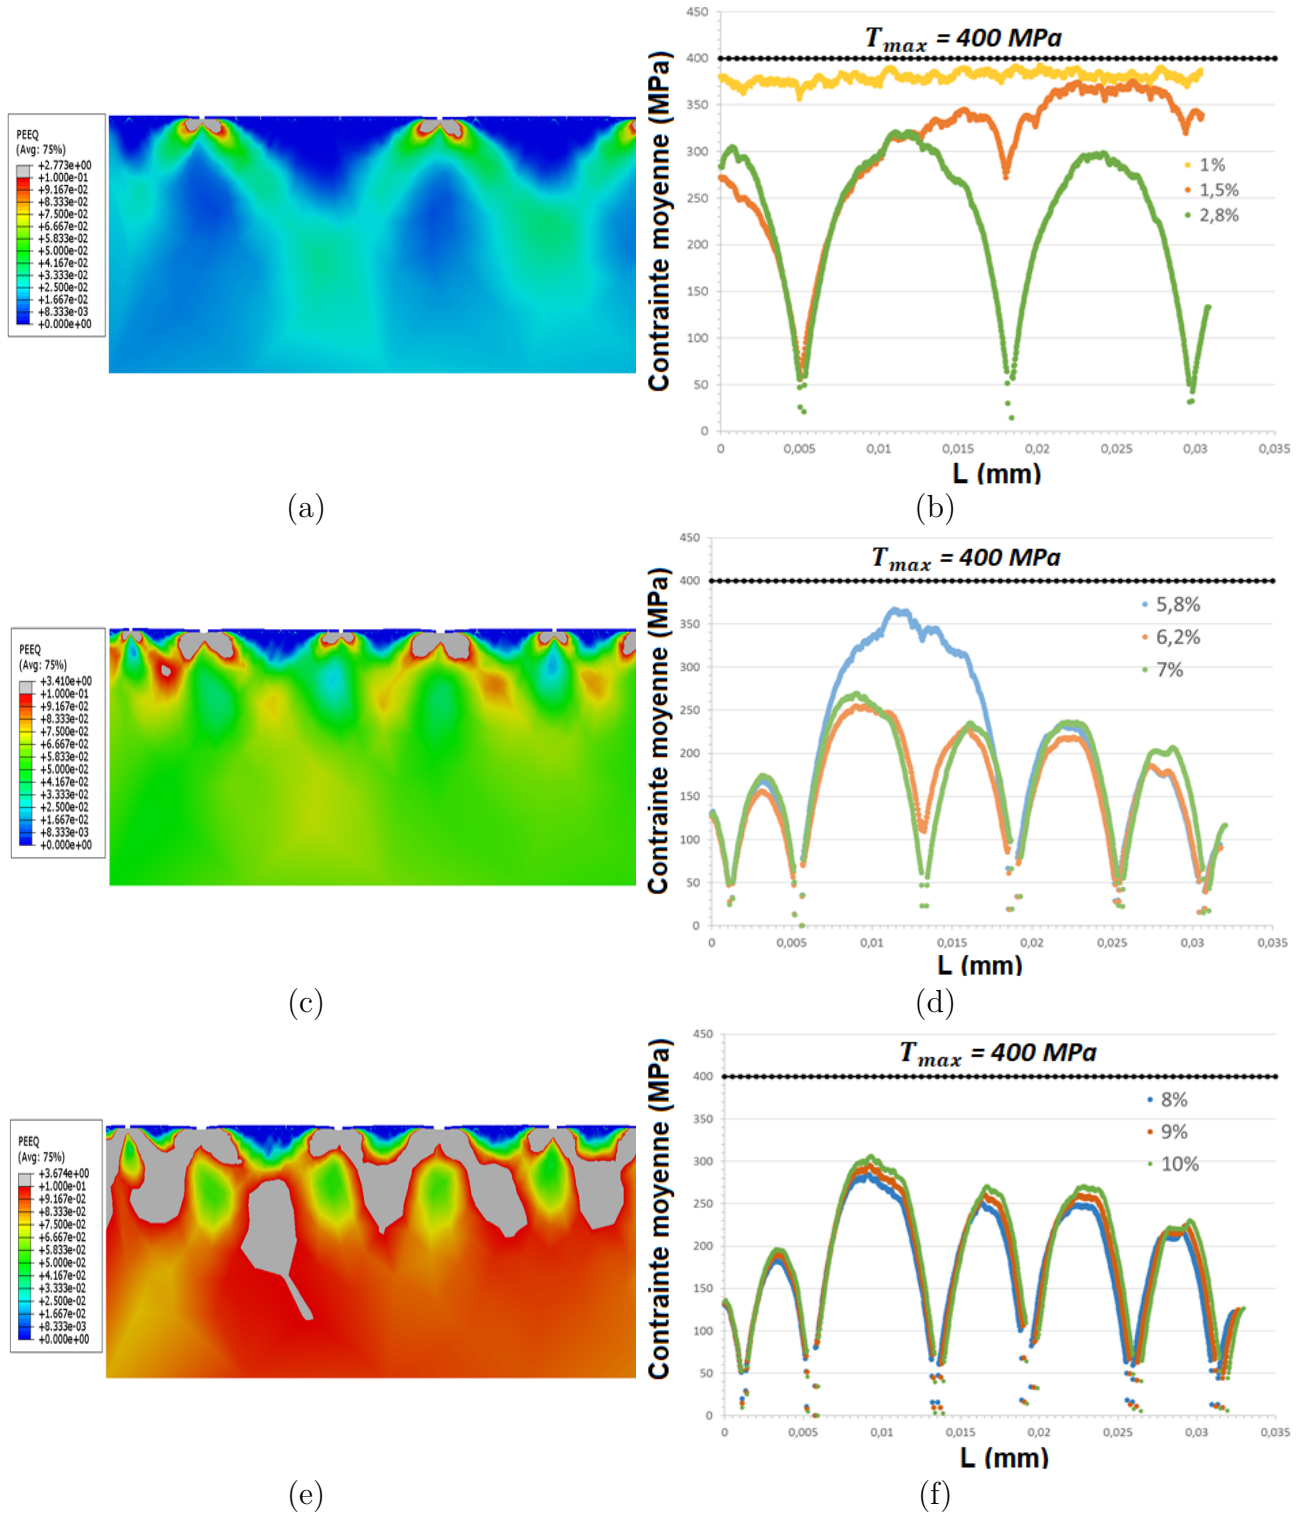 PEEQ
(Avg: 75%)
+2.773e+00
+1.000e-01
+9.167e-02
+8.333e-02
+7.500e-02
+6.667e-02
+5.833e-02
+5.000e-02
+4.167e-02
+3.333e-02
+2.500e-02
+1.667e-02
+8.333e-03
+0.000e+00
(a)
Contrainte moyenne (MPa)
450
400
350
300
250
200
150
100
50
0
T_max = 400 MPa
1%
1,5%
2,8%
0 0,005 0,01 0,015 0,02 0,025 0,03 0,035
L (mm)
(b)
PEEQ
(Avg: 75%)
+3.410e+00
+1.000e-01
+9.167e-02
+8.333e-02
+7.500e-02
+6.667e-02
+5.833e-02
+5.000e-02
+4.167e-02
+3.333e-02
+2.500e-02
+1.667e-02
+8.333e-03
+0.000e+00
(c)
Contrainte moyenne (MPa)
450
400
350
300
250
200
150
100
50
0
T_max = 400 MPa
5,8%
6,2%
7%
0 0,005 0,01 0,015 0,02 0,025 0,03 0,035
L (mm)
(d)
PEEQ
(Avg: 75%)
+3.674e+00
+1.000e-01
+9.167e-02
+8.333e-02
+7.500e-02
+6.667e-02
+5.833e-02
+5.000e-02
+4.167e-02
+3.333e-02
+2.500e-02
+1.667e-02
+8.333e-03
+0.000e+00
(e)
Contrainte moyenne (MPa)
450
400
350
300
250
200
150
100
50
0
T_max = 400 MPa
8%
9%
10%
0 0,005 0,01 0,015 0,02 0,025 0,03 0,035
L (mm)
(f)